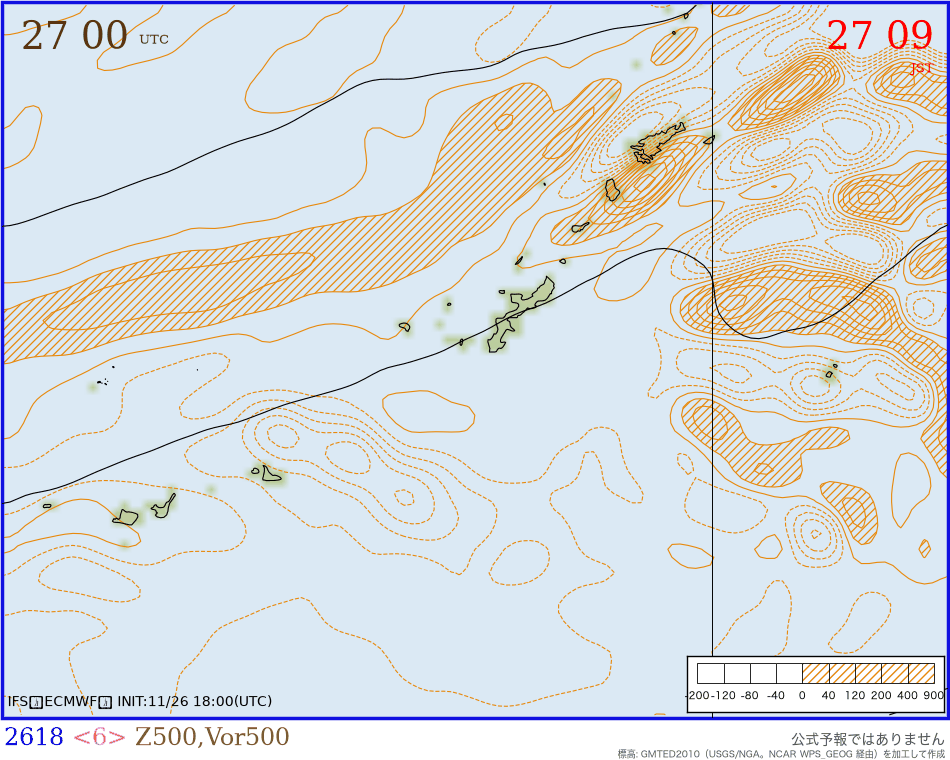 27 00 UTC
27 09
JST
IFS ECMWF INIT:11/26 18:00(UTC)
-200 -120 -80 -40 0 40 120 200 400 900
2618 <6> Z500,Vor500
公式予報ではありません
標高: GMTED2010（USGS/NGA。NCAR WPS_GEOG 経由）を加工して作成